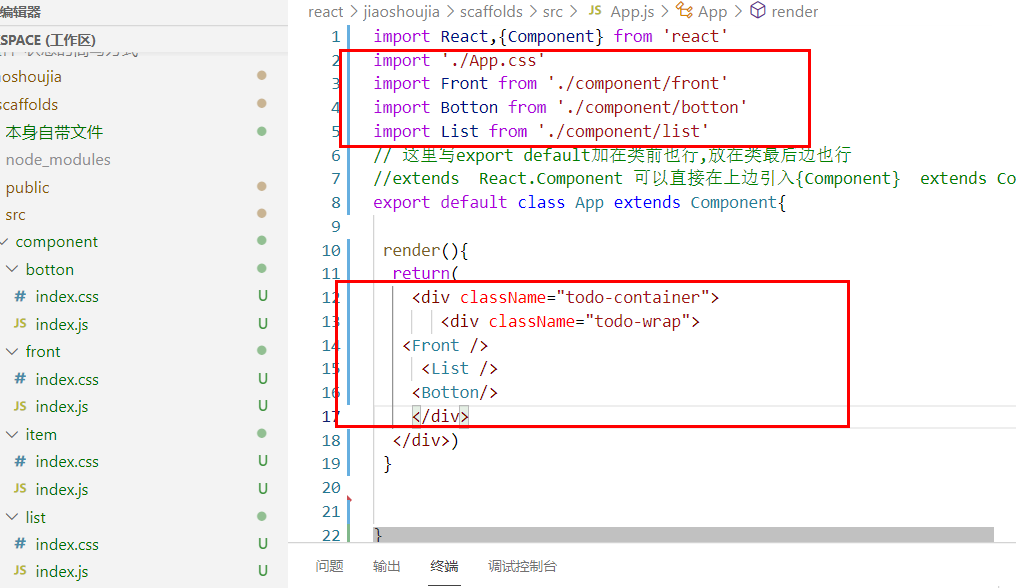 编辑器
react > jiaoshoujia > scaffolds > src > JS App.js > App > render
SPACE (工作区)
aoshoujia
scaffolds
本身自带文件
node_modules
public
src
component
botton
# index.css U
JS index.js U
front
# index.css U
JS index.js U
item
# index.css U
JS index.js U
list
# index.css U
JS index.js U
1 import React,{Component} from 'react'
2 import './App.css'
3 import Front from './component/front'
4 import Botton from './component/botton'
5 import List from './component/list'
6 // 这里写export default加在类前也行,放在类最后边也行
7 //extends  React.Component 可以直接在上边引入{Component}  extends Co
8 export default class App extends Component{
9
10 render(){
11 return(
12 <div className="todo-container">
13 <div className="todo-wrap">
14 <Front />
15 <List />
16 <Botton/>
17 </div>
18 </div>)
19 }
20
21
22 }
问题 输出 终端 调试控制台